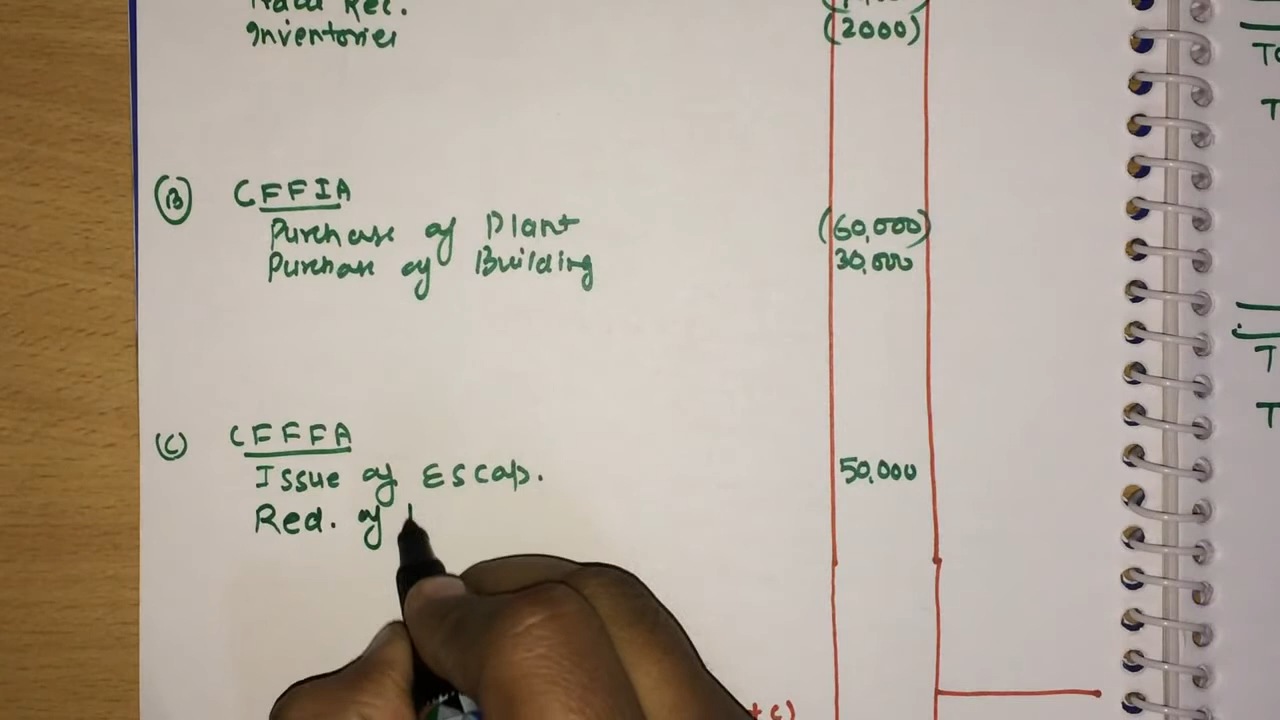 Rec.
Inventories (2000)
(B) CFFIA
Purchase of Plant (60,000)
Purchase of Building 30,000
(C) CFFFA
Issue of ESCap. 50,000
Red. of
+ C)
T
T
T